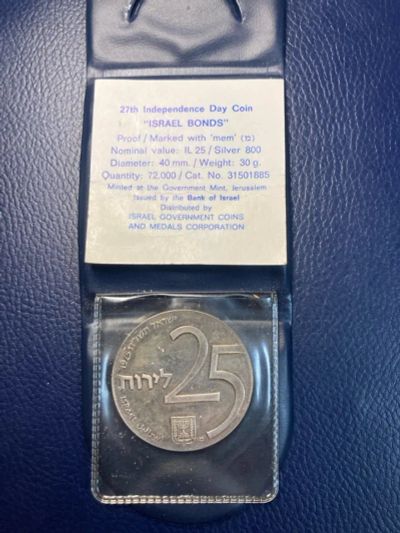 27th Independence Day Coin
"ISRAEL BONDS"
Proof / Marked with 'mem' (מ)
Nominal value: IL 25 / Silver 800
Diameter: 40 mm. / Weight: 30 g.
Quantity: 72,000 / Cat. No. 31501885
Minted at the Government Mint, Jerusalem
Issued by the Bank of Israel
Distributed by
ISRAEL GOVERNMENT COINS
AND MEDALS CORPORATION
ישראל
25
לירות